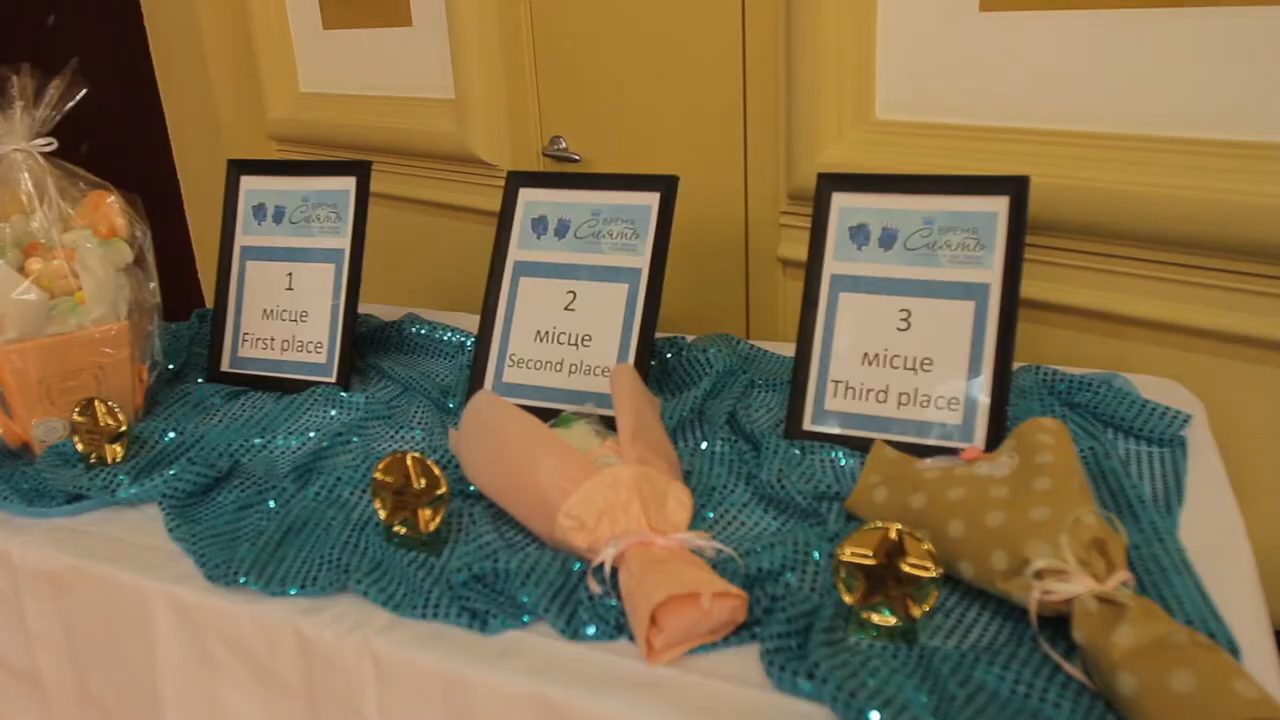 ВРЕМЯ
Сиять
1
місце
First place
ВРЕМЯ
Сиять
2
місце
Second place
ВРЕМЯ
Сиять
3
місце
Third place